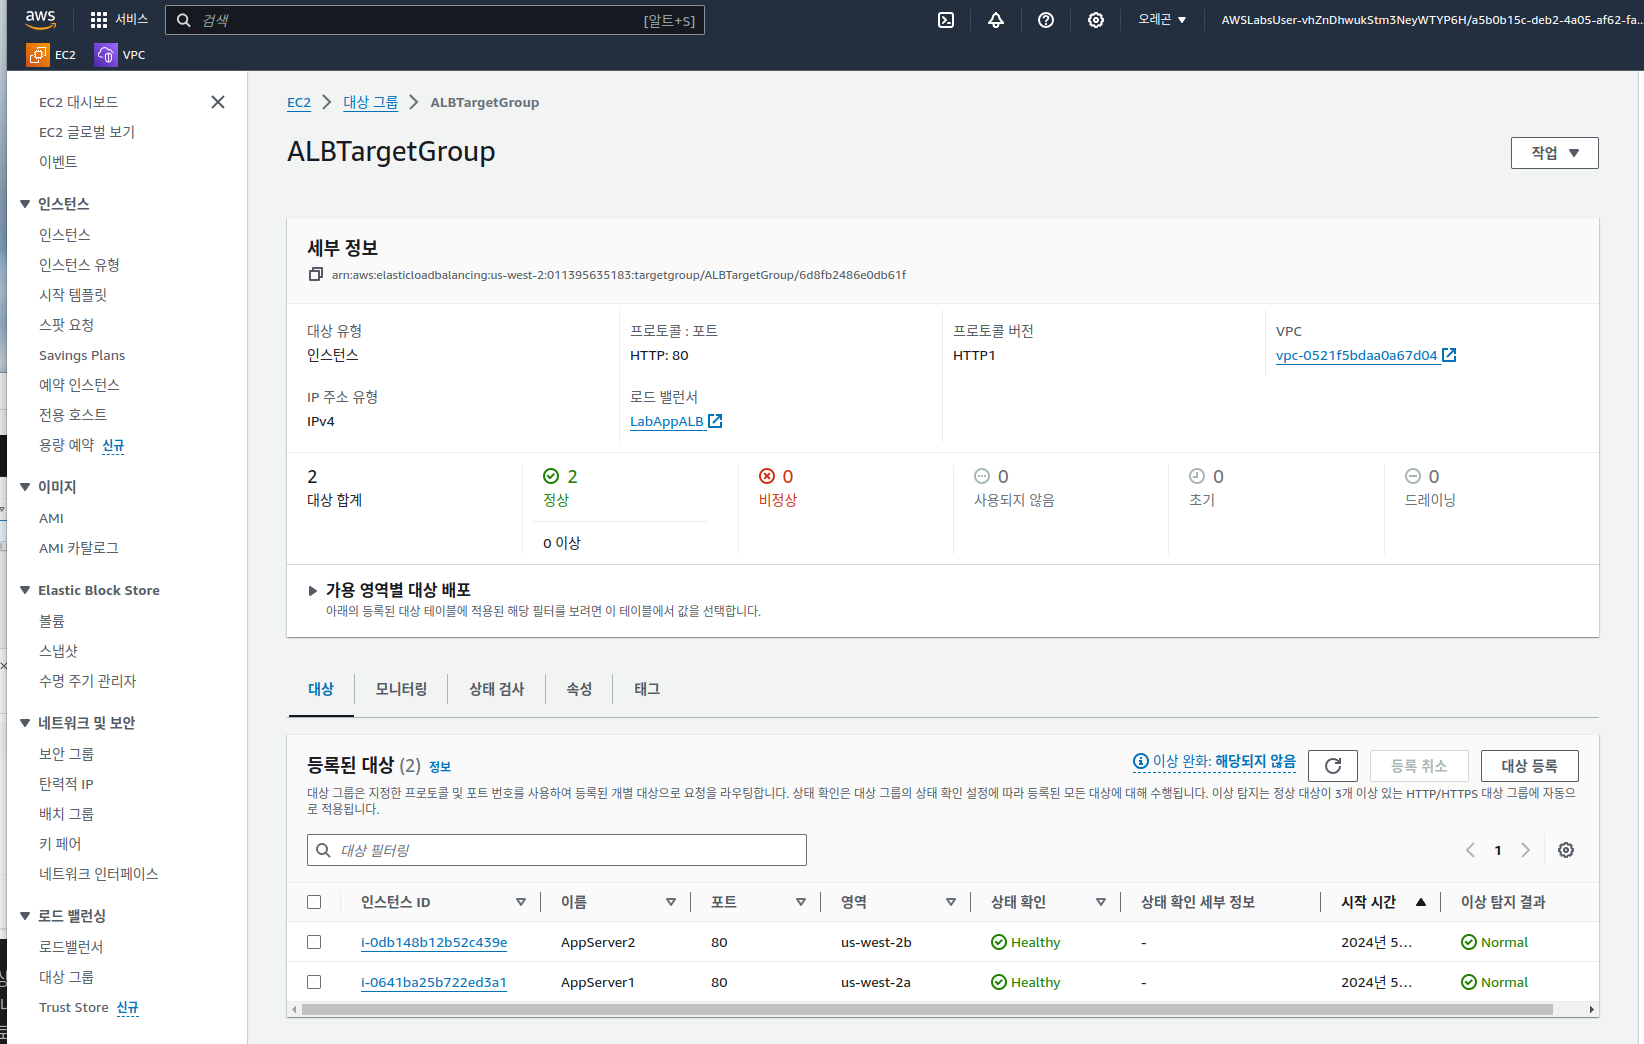 aws
서비스
검색
[알트+S]
오레곤
AWSLabsUser-vhZnDhwukStm3NeyWTYP6H/a5b0b15c-deb2-4a05-af62-fa...
EC2
VPC
EC2 대시보드
EC2 글로벌 보기
이벤트
인스턴스
인스턴스
인스턴스 유형
시작 템플릿
스팟 요청
Savings Plans
예약 인스턴스
전용 호스트
용량 예약 신규
이미지
AMI
AMI 카탈로그
Elastic Block Store
볼륨
스냅샷
수명 주기 관리자
네트워크 및 보안
보안 그룹
탄력적 IP
배치 그룹
키 페어
네트워크 인터페이스
로드 밸런싱
로드밸런서
대상 그룹
Trust Store 신규
EC2
대상 그룹
ALBTargetGroup
ALBTargetGroup
작업
세부 정보
arn:aws:elasticloadbalancing:us-west-2:011395635183:targetgroup/ALBTargetGroup/6d8fb2486e0db61f
대상 유형
인스턴스
프로토콜 : 포트
HTTP: 80
프로토콜 버전
HTTP1
VPC
vpc-0521f5bdaa0a67d04
IP 주소 유형
IPv4
로드 밸런서
LabAppALB
2
대상 합계
2
정상
0 이상
0
비정상
0
사용되지 않음
0
초기
0
드레이닝
가용 영역별 대상 배포
아래의 등록된 대상 테이블에 적용된 해당 필터를 보려면 이 테이블에서 값을 선택합니다.
대상
모니터링
상태 검사
속성
태그
등록된 대상 (2) 정보
이상 완화: 해당되지 않음
등록 취소
대상 등록
대상 그룹은 지정한 프로토콜 및 포트 번호를 사용하여 등록된 개별 대상으로 요청을 라우팅합니다. 상태 확인은 대상 그룹의 상태 확인 설정에 따라 등록된 모든 대상에 대해 수행됩니다. 이상 탐지는 정상 대상이 3개 이상 있는 HTTP/HTTPS 대상 그룹에 자동으
로 적용됩니다.
대상 필터링
1
인스턴스 ID
이름
포트
영역
상태 확인
상태 확인 세부 정보
시작 시간
이상 탐지 결과
i-0db148b12b52c439e
AppServer2
80
us-west-2b
Healthy
-
2024년 5...
Normal
i-0641ba25b722ed3a1
AppServer1
80
us-west-2a
Healthy
-
2024년 5...
Normal